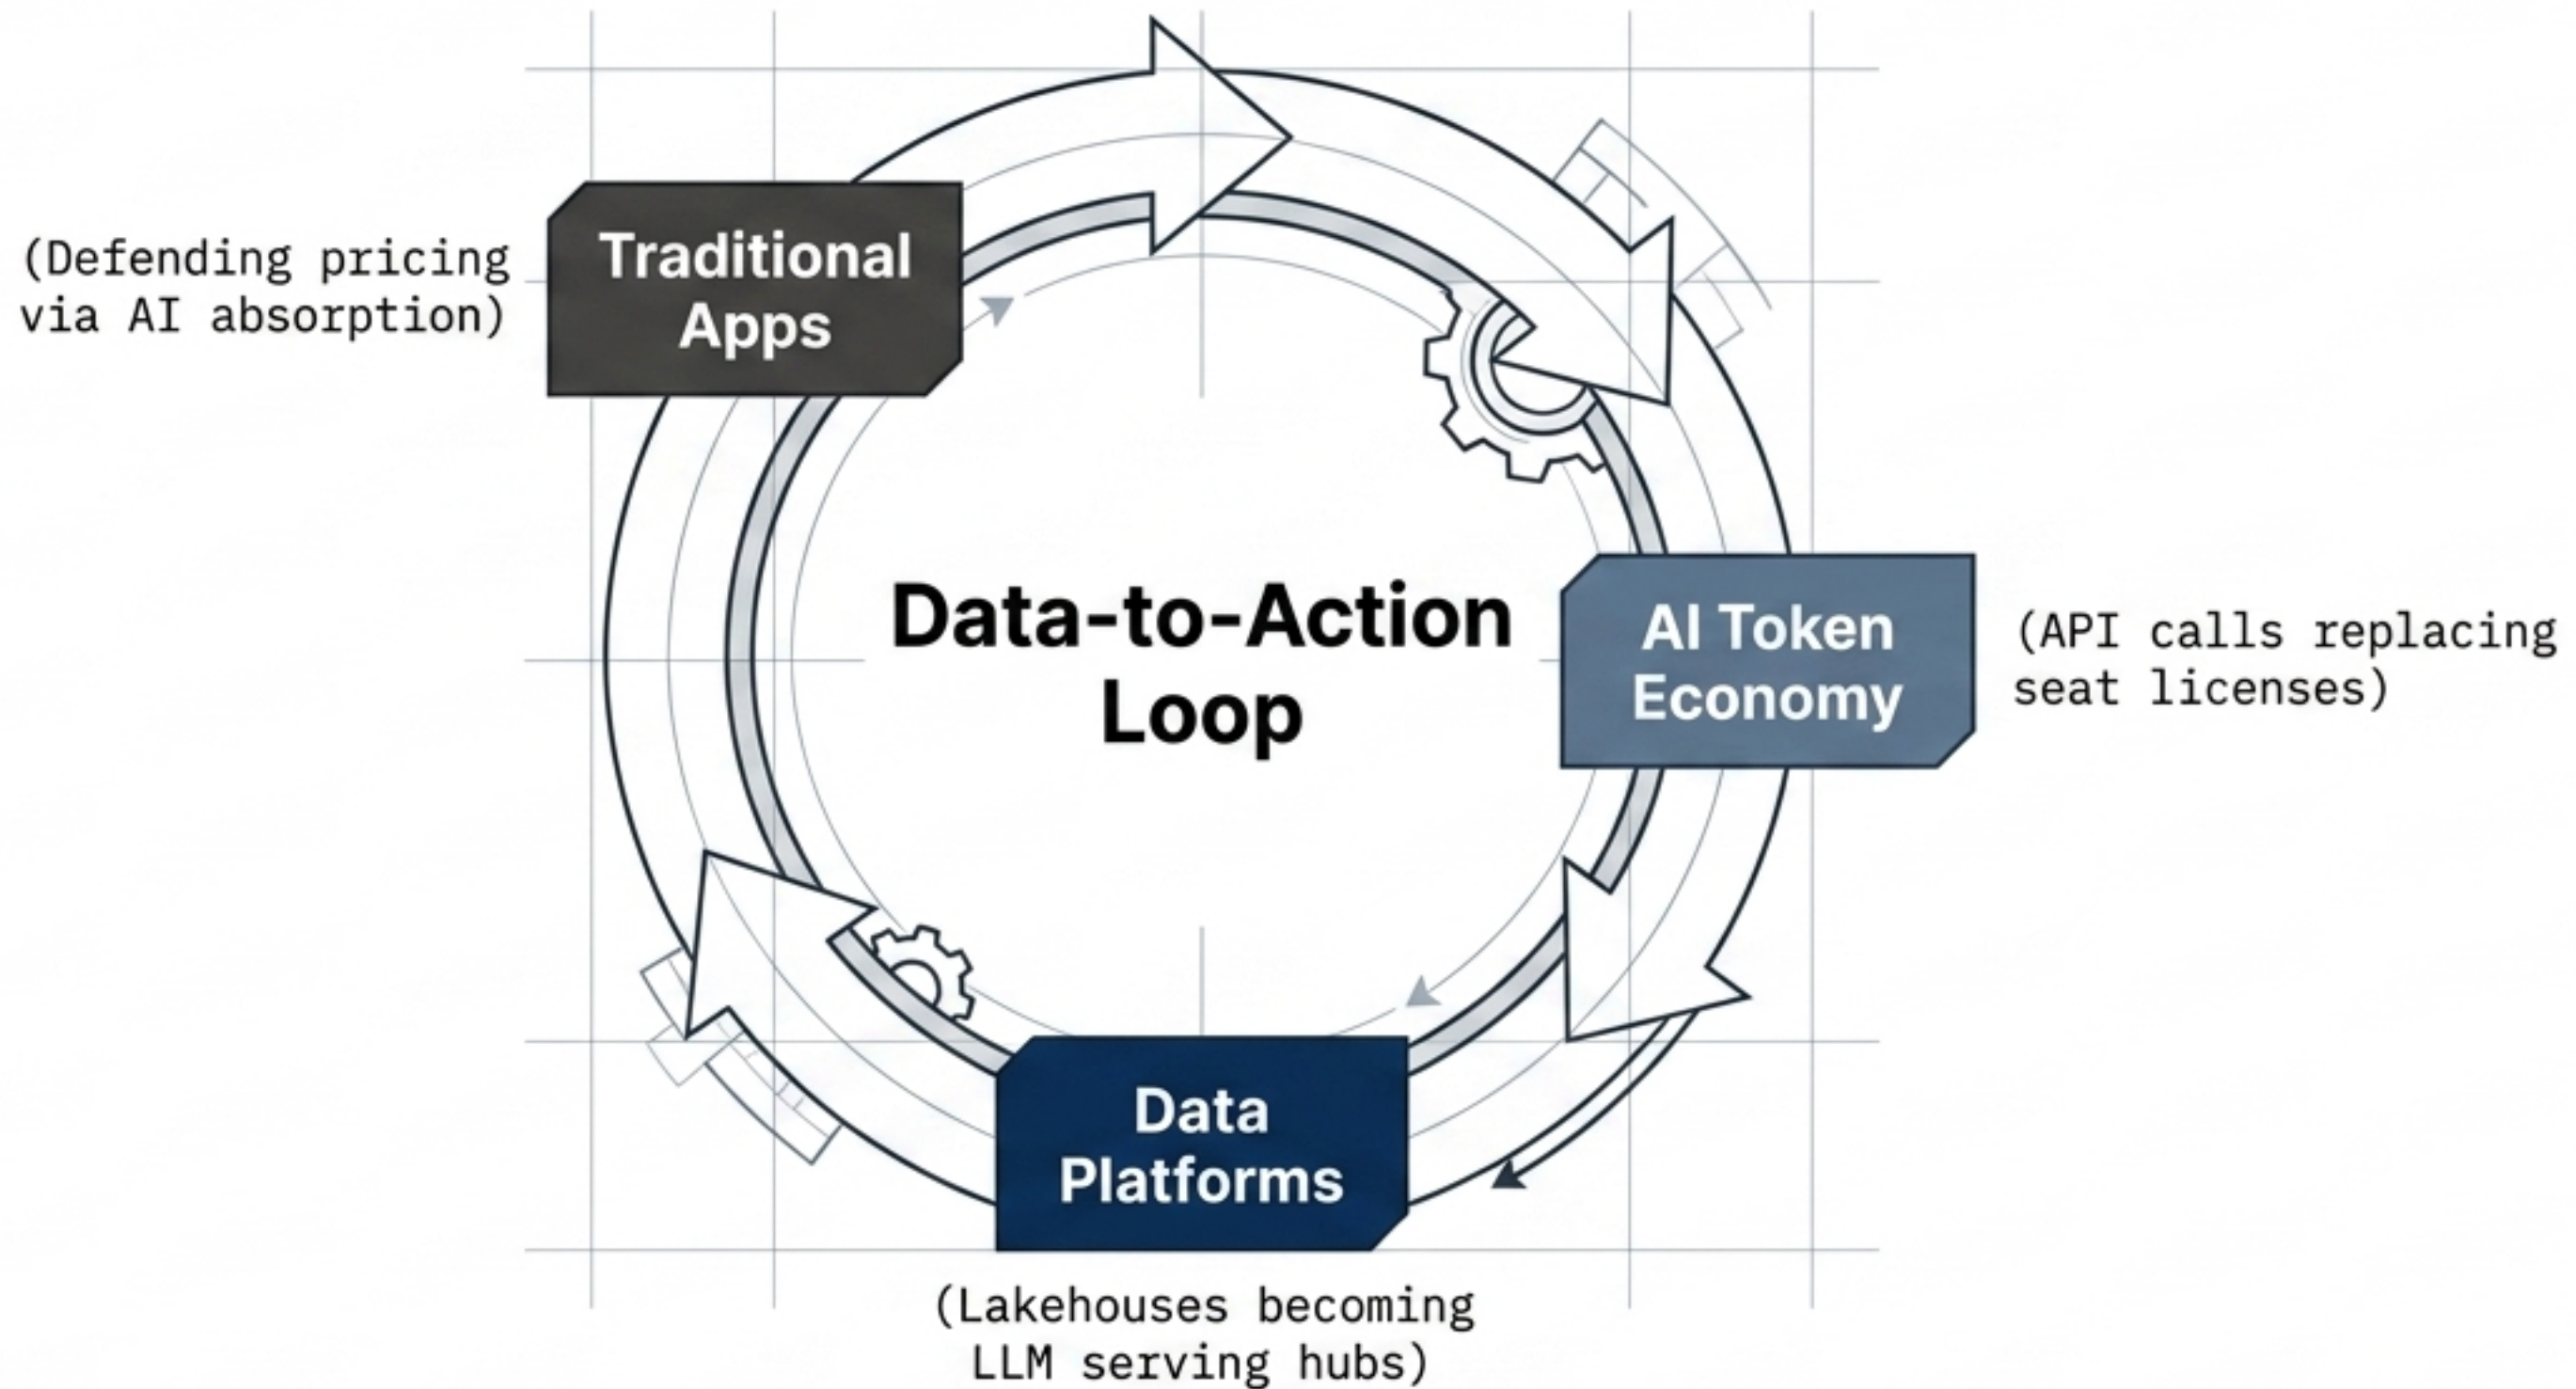 Traditional
Apps
(Defending pricing
via AI absorption)
Data-to-Action
Loop
AI Token
Economy
(API calls replacing
seat licenses)
Data
Platforms
(Lakehouses becoming
LLM serving hubs)